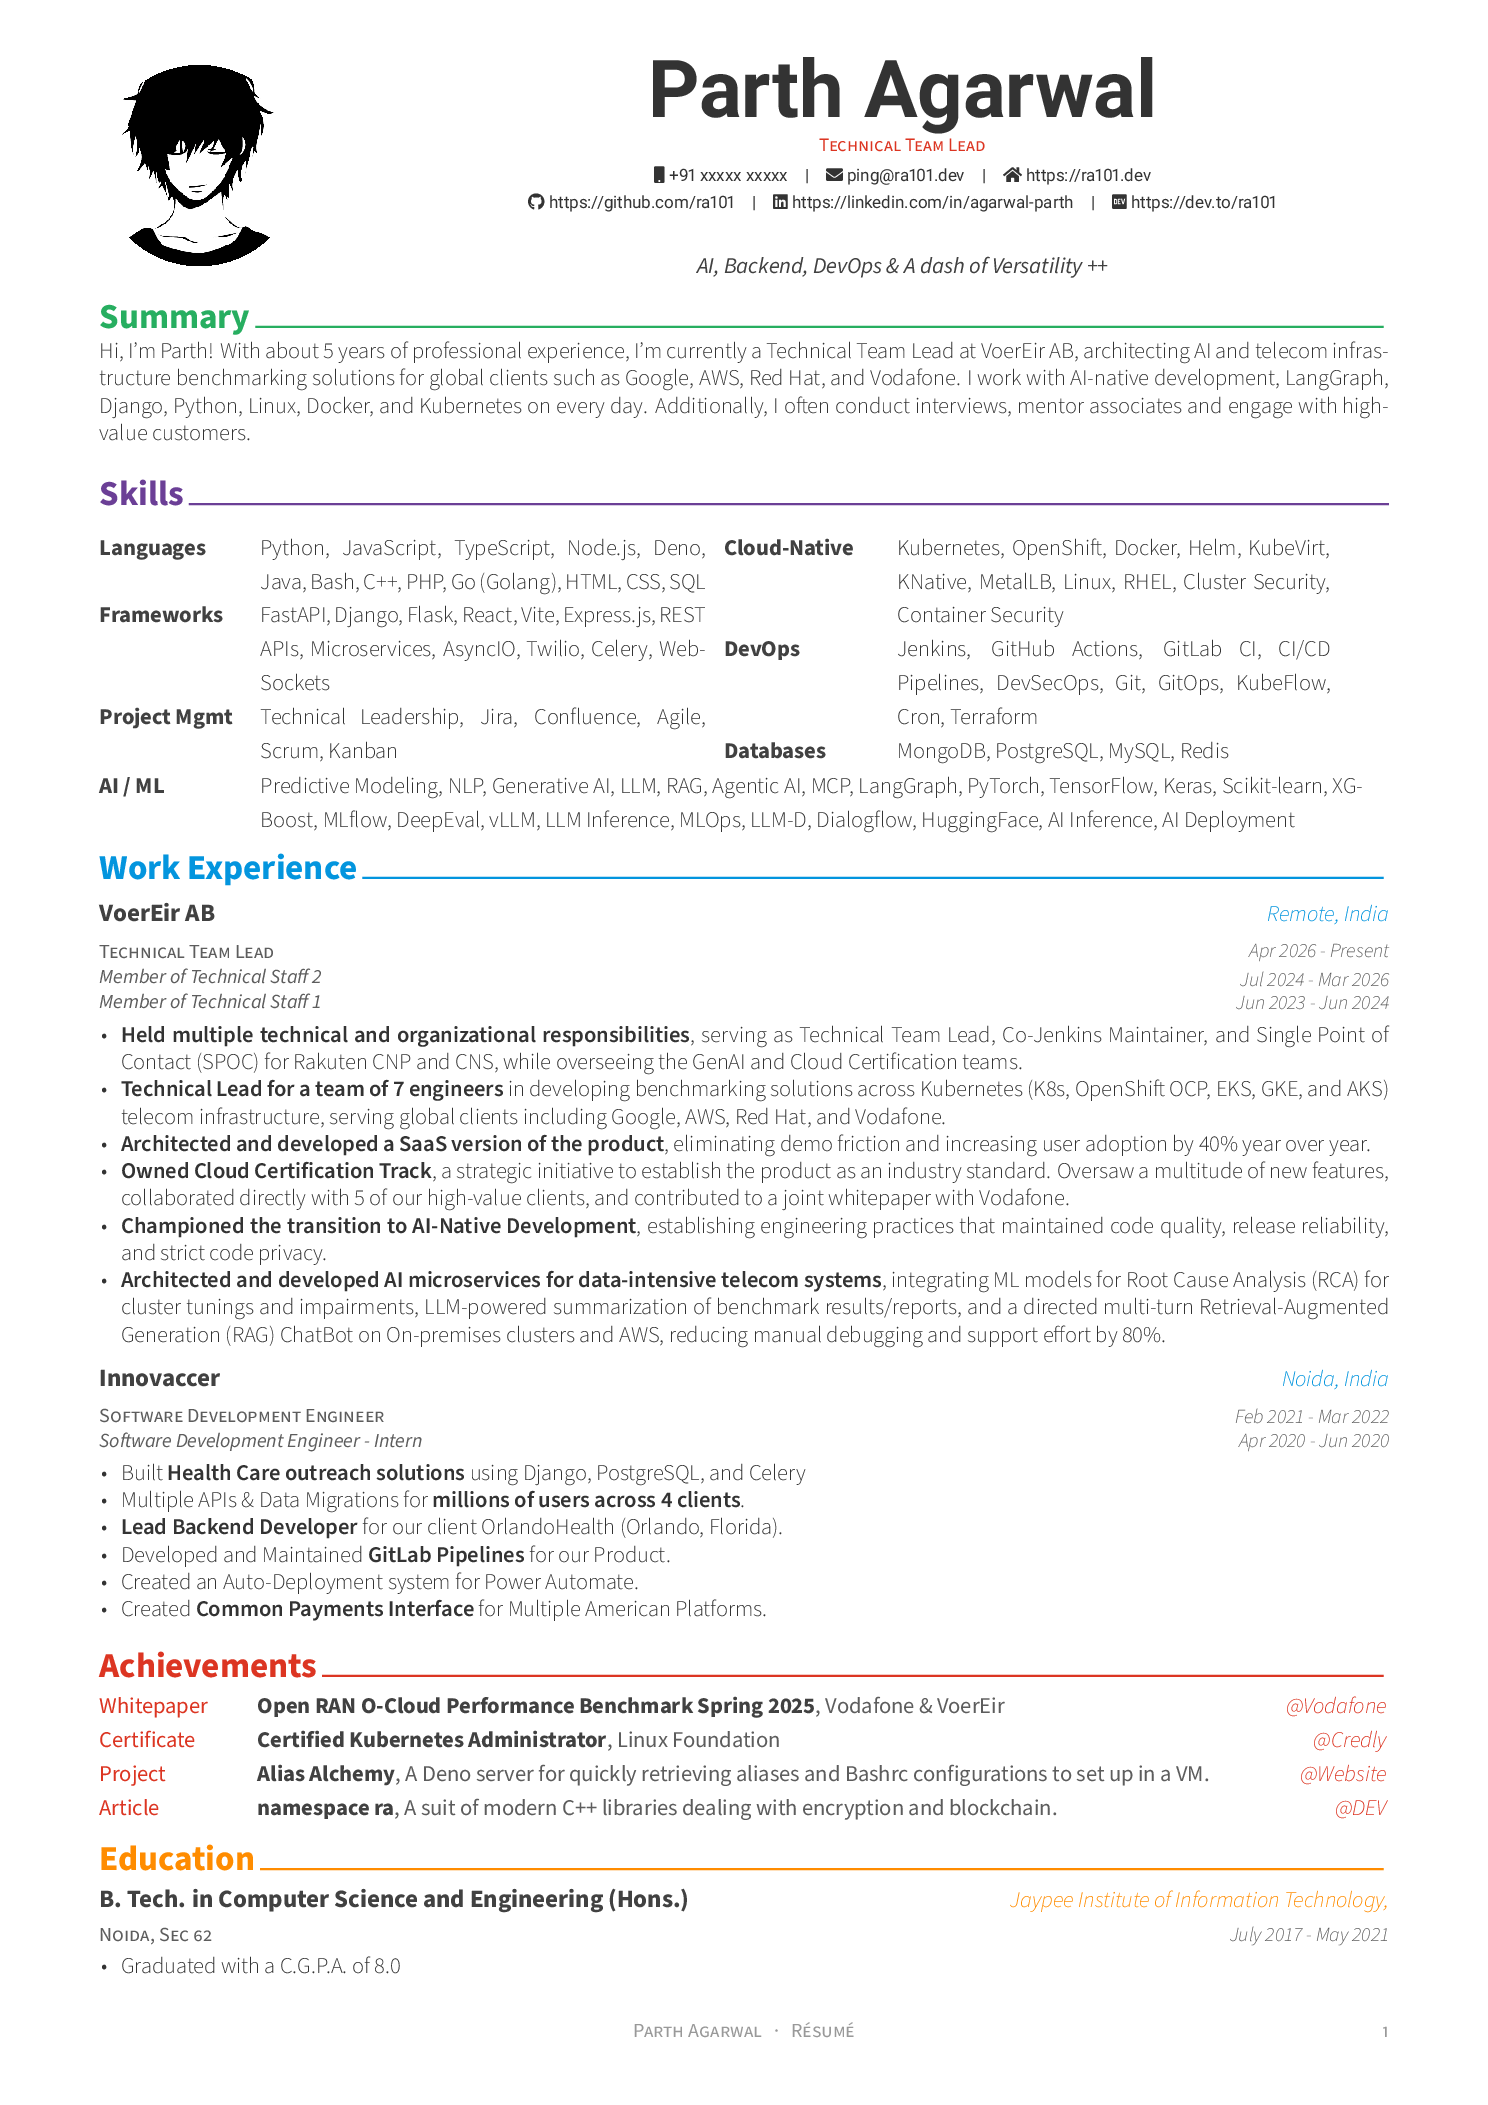 Parth Agarwal
Technical Team Lead
+91 xxxxx xxxxx | ping@ra101.dev | https://ra101.dev
https://github.com/ra101 | https://linkedin.com/in/agarwal-parth | https://dev.to/ra101
AI, Backend, DevOps & A dash of Versatility ++
Summary
Hi, I'm Parth! With about 5 years of professional experience, I'm currently a Technical Team Lead at VoerEir AB, architecting AI and telecom infras-
tructure benchmarking solutions for global clients such as Google, AWS, Red Hat, and Vodafone. I work with AI-native development, LangGraph,
Django, Python, Linux, Docker, and Kubernetes on every day. Additionally, I often conduct interviews, mentor associates and engage with high-
value customers.
Skills
Languages Python, JavaScript, TypeScript, Node.js, Deno,
Java, Bash, C++, PHP, Go (Golang), HTML, CSS, SQL
Frameworks FastAPI, Django, Flask, React, Vite, Express.js, REST
APIs, Microservices, AsyncIO, Twilio, Celery, Web-
Sockets
Project Mgmt Technical Leadership, Jira, Confluence, Agile,
Scrum, Kanban
Cloud-Native Kubernetes, OpenShift, Docker, Helm, KubeVirt,
KNative, MetalLB, Linux, RHEL, Cluster Security,
Container Security
DevOps Jenkins, GitHub Actions, GitLab CI, CI/CD
Pipelines, DevSecOps, Git, GitOps, KubeFlow,
Cron, Terraform
Databases MongoDB, PostgreSQL, MySQL, Redis
AI / ML Predictive Modeling, NLP, Generative AI, LLM, RAG, Agentic AI, MCP, LangGraph, PyTorch, TensorFlow, Keras, Scikit-learn, XG-
Boost, MLflow, DeepEval, vLLM, LLM Inference, MLOps, LLM-D, Dialogflow, HuggingFace, AI Inference, AI Deployment
Work Experience
VoerEir AB Remote, India
Technical Team Lead Apr 2026 - Present
Member of Technical Staff 2 Jul 2024 - Mar 2026
Member of Technical Staff 1 Jun 2023 - Jun 2024
• Held multiple technical and organizational responsibilities, serving as Technical Team Lead, Co-Jenkins Maintainer, and Single Point of
Contact (SPOC) for Rakuten CNP and CNS, while overseeing the GenAI and Cloud Certification teams.
• Technical Lead for a team of 7 engineers in developing benchmarking solutions across Kubernetes (K8s, OpenShift OCP, EKS, GKE, and AKS)
telecom infrastructure, serving global clients including Google, AWS, Red Hat, and Vodafone.
• Architected and developed a SaaS version of the product, eliminating demo friction and increasing user adoption by 40% year over year.
• Owned Cloud Certification Track, a strategic initiative to establish the product as an industry standard. Oversaw a multitude of new features,
collaborated directly with 5 of our high-value clients, and contributed to a joint whitepaper with Vodafone.
• Championed the transition to AI-Native Development, establishing engineering practices that maintained code quality, release reliability,
and strict code privacy.
• Architected and developed AI microservices for data-intensive telecom systems, integrating ML models for Root Cause Analysis (RCA) for
cluster tunings and impairments, LLM-powered summarization of benchmark results/reports, and a directed multi-turn Retrieval-Augmented
Generation (RAG) ChatBot on On-premises clusters and AWS, reducing manual debugging and support effort by 80%.
Innovaccer Noida, India
Software Development Engineer Feb 2021 - Mar 2022
Software Development Engineer - Intern Apr 2020 - Jun 2020
• Built Health Care outreach solutions using Django, PostgreSQL, and Celery
• Multiple APIs & Data Migrations for millions of users across 4 clients.
• Lead Backend Developer for our client OrlandoHealth (Orlando, Florida).
• Developed and Maintained GitLab Pipelines for our Product.
• Created an Auto-Deployment system for Power Automate.
• Created Common Payments Interface for Multiple American Platforms.
Achievements
Whitepaper Open RAN O-Cloud Performance Benchmark Spring 2025, Vodafone & VoerEir @Vodafone
Certificate Certified Kubernetes Administrator, Linux Foundation @Credly
Project Alias Alchemy, A Deno server for quickly retrieving aliases and Bashrc configurations to set up in a VM. @Website
Article namespace ra, A suit of modern C++ libraries dealing with encryption and blockchain. @DEV
Education
B. Tech. in Computer Science and Engineering (Hons.) Jaypee Institute of Information Technology,
Noida, Sec 62 July 2017 - May 2021
• Graduated with a C.G.P.A. of 8.0
Parth Agarwal · Résumé 1